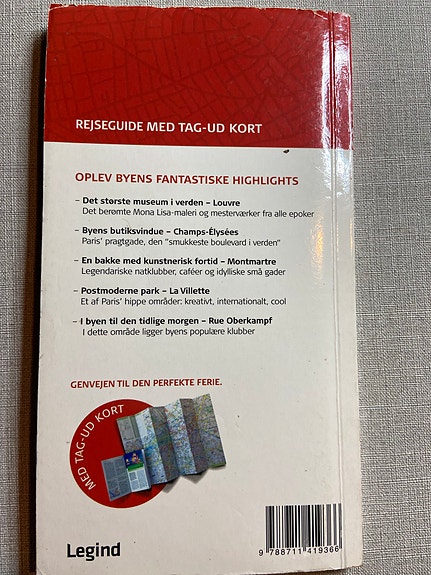 REJSEGUIDE MED TAG-UD KORT
OPLEV BYENS FANTASTISKE HIGHLIGHTS
– Det største museum i verden – Louvre
Det berømte Mona Lisa-maleri og mesterværker fra alle epoker
– Byens butiksvindue – Champs-Élysées
Paris' pragtgade, den "smukkeste boulevard i verden"
– En bakke med kunstnerisk fortid – Montmartre
Legendariske natklubber, caféer og idylliske små gader
– Postmoderne park – La Villette
Et af Paris' hippe områder: kreativt, internationalt, cool
– I byen til den tidlige morgen – Rue Oberkampf
I dette område ligger byens populære klubber
GENVEJEN TIL DEN PERFEKTE FERIE.
MED TAG-UD KORT
Legind
9 788711 419366